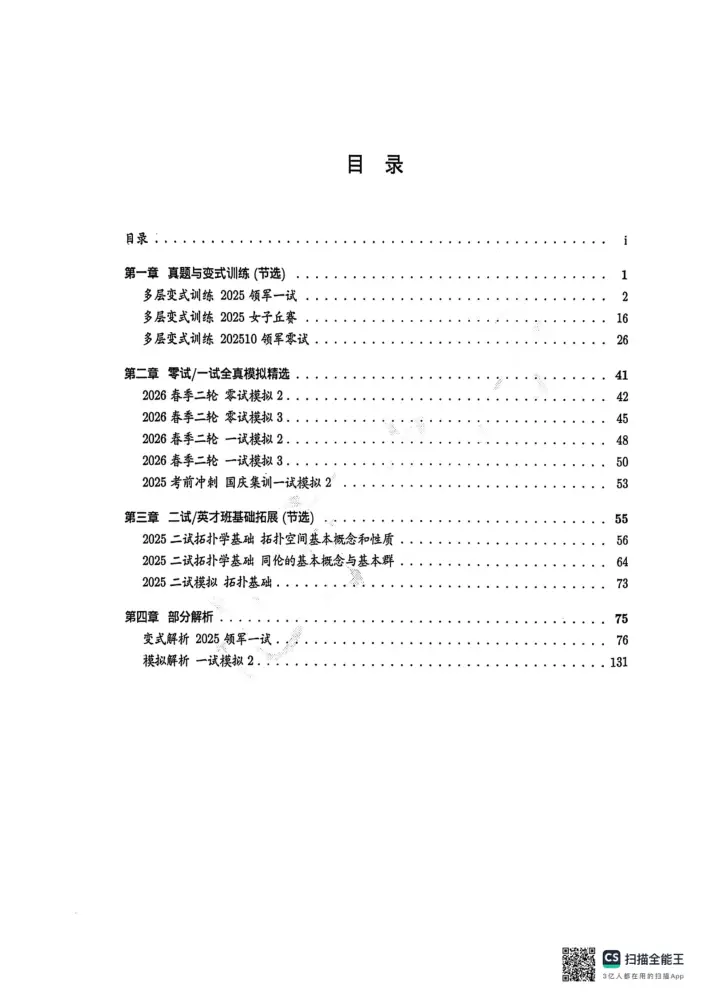 目 录
目录 . . . . . . . . . . . . . . . . . . . . . . . . . . . . . . . . . . . . . . . . i
第一章 真题与变式训练 (节选) . . . . . . . . . . . . . . . . . . . . . . . . . . . . 1
多层变式训练 2025 领军一试 . . . . . . . . . . . . . . . . . . . . . . . . . . . 2
多层变式训练 2025 女子丘赛 . . . . . . . . . . . . . . . . . . . . . . . . . . . 16
多层变式训练 202510 领军零试 . . . . . . . . . . . . . . . . . . . . . . . . . . 26
第二章 零试/一试全真模拟精选 . . . . . . . . . . . . . . . . . . . . . . . . . . . . 41
2026 春季二轮 零试模拟 2 . . . . . . . . . . . . . . . . . . . . . . . . . . . . 42
2026 春季二轮 零试模拟 3 . . . . . . . . . . . . . . . . . . . . . . . . . . . . 45
2026 春季二轮 一试模拟 2 . . . . . . . . . . . . . . . . . . . . . . . . . . . . 48
2026 春季二轮 一试模拟 3 . . . . . . . . . . . . . . . . . . . . . . . . . . . . 50
2025 考前冲刺 国庆集训一试模拟 2 . . . . . . . . . . . . . . . . . . . . . . . . 53
第三章 二试/英才班基础拓展 (节选) . . . . . . . . . . . . . . . . . . . . . . . . . 55
2025 二试拓扑学基础 拓扑空间基本概念和性质 . . . . . . . . . . . . . . . . . . . 56
2025 二试拓扑学基础 同伦的基本概念与基本群 . . . . . . . . . . . . . . . . . . . 64
2025 二试模拟 拓扑基础 . . . . . . . . . . . . . . . . . . . . . . . . . . . . . 73
第四章 部分解析 . . . . . . . . . . . . . . . . . . . . . . . . . . . . . . . . . . 75
变式解析 2025 领军一试 . . . . . . . . . . . . . . . . . . . . . . . . . . . . . 76
模拟解析 一试模拟 2 . . . . . . . . . . . . . . . . . . . . . . . . . . . . . . . 131
CS 扫描全能王
3亿人都在用的扫描App